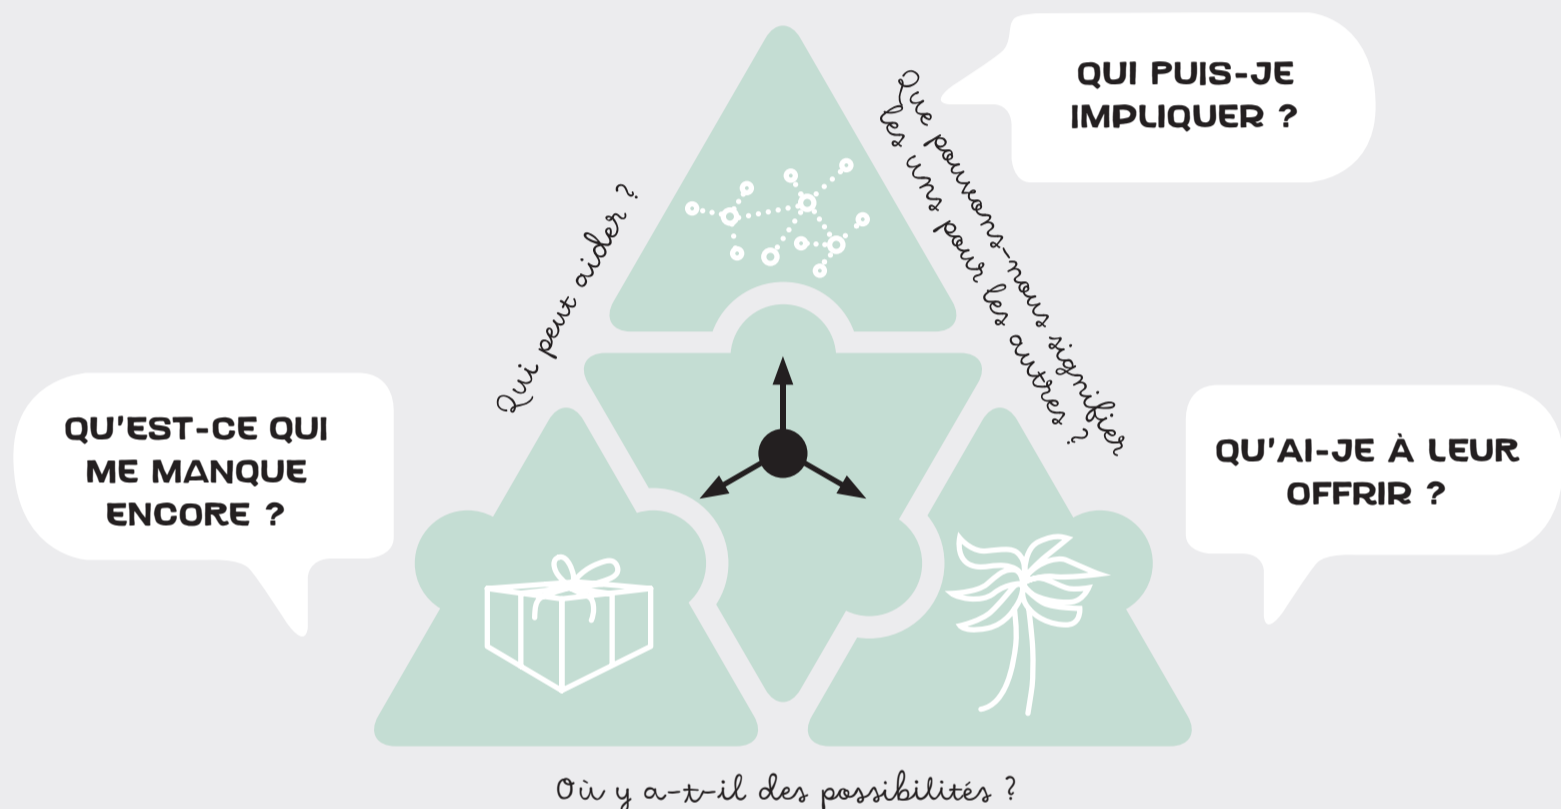 QUI PUIS-JE
IMPLIQUER ?
Que pouvons-nous signifier
les uns pour les autres ?
Qui peut aider ?
QU'EST-CE QUI
ME MANQUE
ENCORE ?
QU'AI-JE À LEUR
OFFRIR ?
Où y a-t-il des possibilités ?